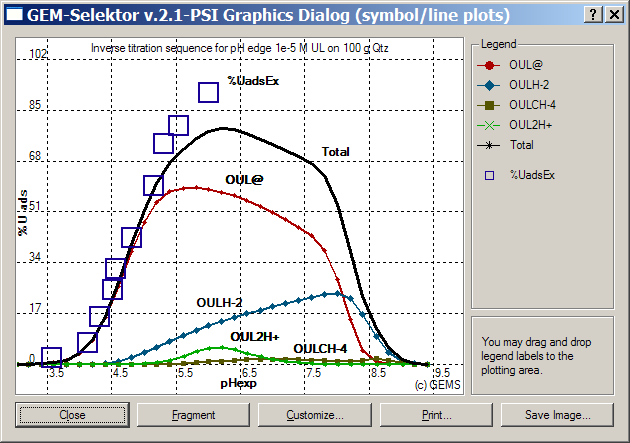 GEM-Selektor v.2.1-PSI Graphics Dialog (symbol/line plots)
Inverse titration sequence for pH edge 1e-5 M UL on 100 g Qtz
102
85
68
51
34
17
0
% U ads
%UadsEx
Total
OUL@
OULH-2
OUL2H+
OULCH-4
3.5
4.5
5.5
6.5
7.5
8.5
9.5
pHexp
(c) GEMS
Legend
OUL@
OULH-2
OULCH-4
OUL2H+
Total
%UadsEx
You may drag and drop
legend labels to the
plotting area.
Close
Fragment
Customize...
Print...
Save Image...